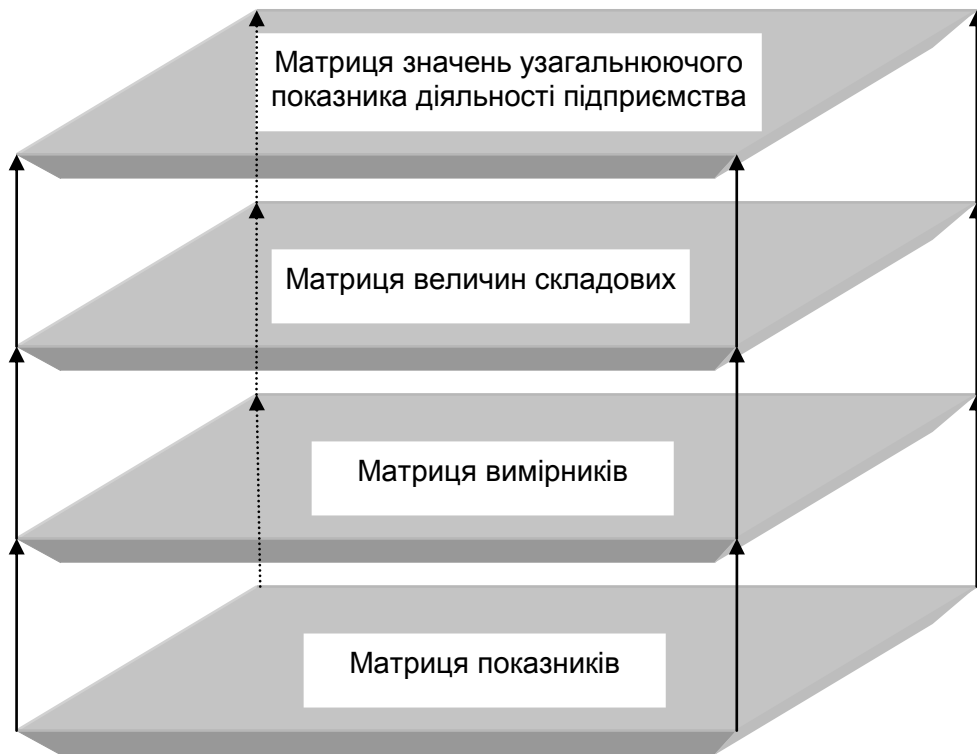 Матриця значень узагальнюючого
показника діяльності підприємства
Матриця величин складових
Матриця вимірників
Матриця показників